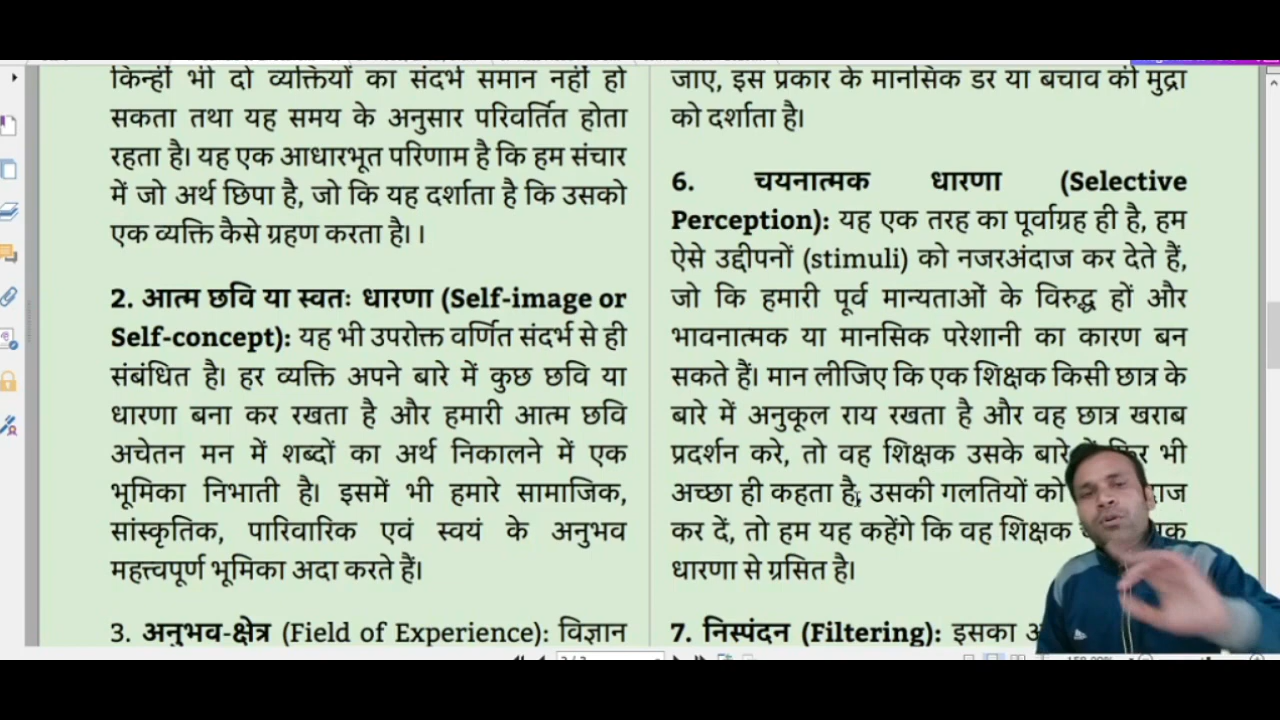 किन्हीं भी दो व्यक्तियों का संदर्भ समान नहीं हो
सकता तथा यह समय के अनुसार परिवर्तित होता
रहता है। यह एक आधारभूत परिणाम है कि हम संचार
में जो अर्थ छिपा है, जो कि यह दर्शाता है कि उसको
एक व्यक्ति कैसे ग्रहण करता है। ।
2. आत्म छवि या स्वतः धारणा (Self-image or
Self-concept): यह भी उपरोक्त वर्णित संदर्भ से ही
संबंधित है। हर व्यक्ति अपने बारे में कुछ छवि या
धारणा बना कर रखता है और हमारी आत्म छवि
अचेतन मन में शब्दों का अर्थ निकालने में एक
भूमिका निभाती है। इसमें भी हमारे सामाजिक,
सांस्कृतिक, पारिवारिक एवं स्वयं के अनुभव
महत्त्वपूर्ण भूमिका अदा करते हैं।
3. अनुभव-क्षेत्र (Field of Experience): विज्ञान
जाए, इस प्रकार के मानसिक डर या बचाव की मुद्रा
को दर्शाता है।
6. चयनात्मक धारणा (Selective
Perception): यह एक तरह का पूर्वाग्रह ही है, हम
ऐसे उद्दीपनों (stimuli) को नजरअंदाज कर देते हैं,
जो कि हमारी पूर्व मान्यताओं के विरुद्ध हों और
भावनात्मक या मानसिक परेशानी का कारण बन
सकते हैं। मान लीजिए कि एक शिक्षक किसी छात्र के
बारे में अनुकूल राय रखता है और वह छात्र खराब
प्रदर्शन करे, तो वह शिक्षक उसके बारे भी
अच्छा ही कहता है, उसकी गलतियों को
कर दें, तो हम यह कहेंगे कि वह शिक्षक
धारणा से ग्रसित है।
7. निस्पंदन (Filtering): इसका